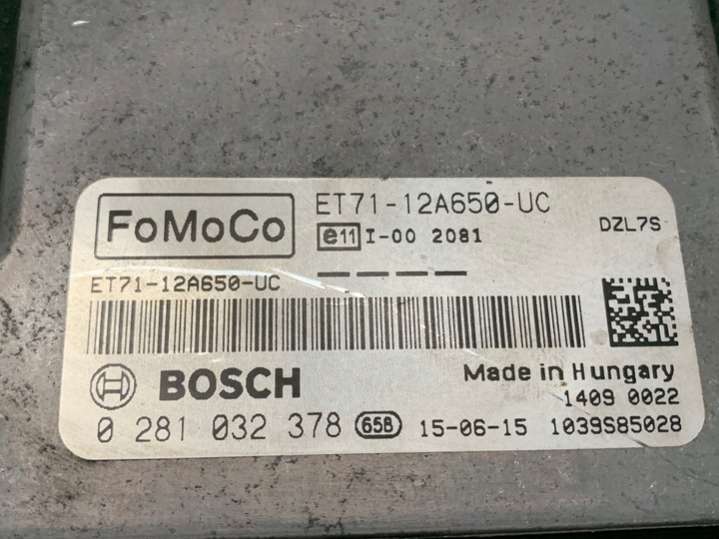 FoMoCo
ET71-12A650-UC
e11 I-00 2081
DZL7S
ET71-12A650-UC
BOSCH
Made in Hungary
1409 0022
0 281 032 378 65B 15-06-15 1039S85028